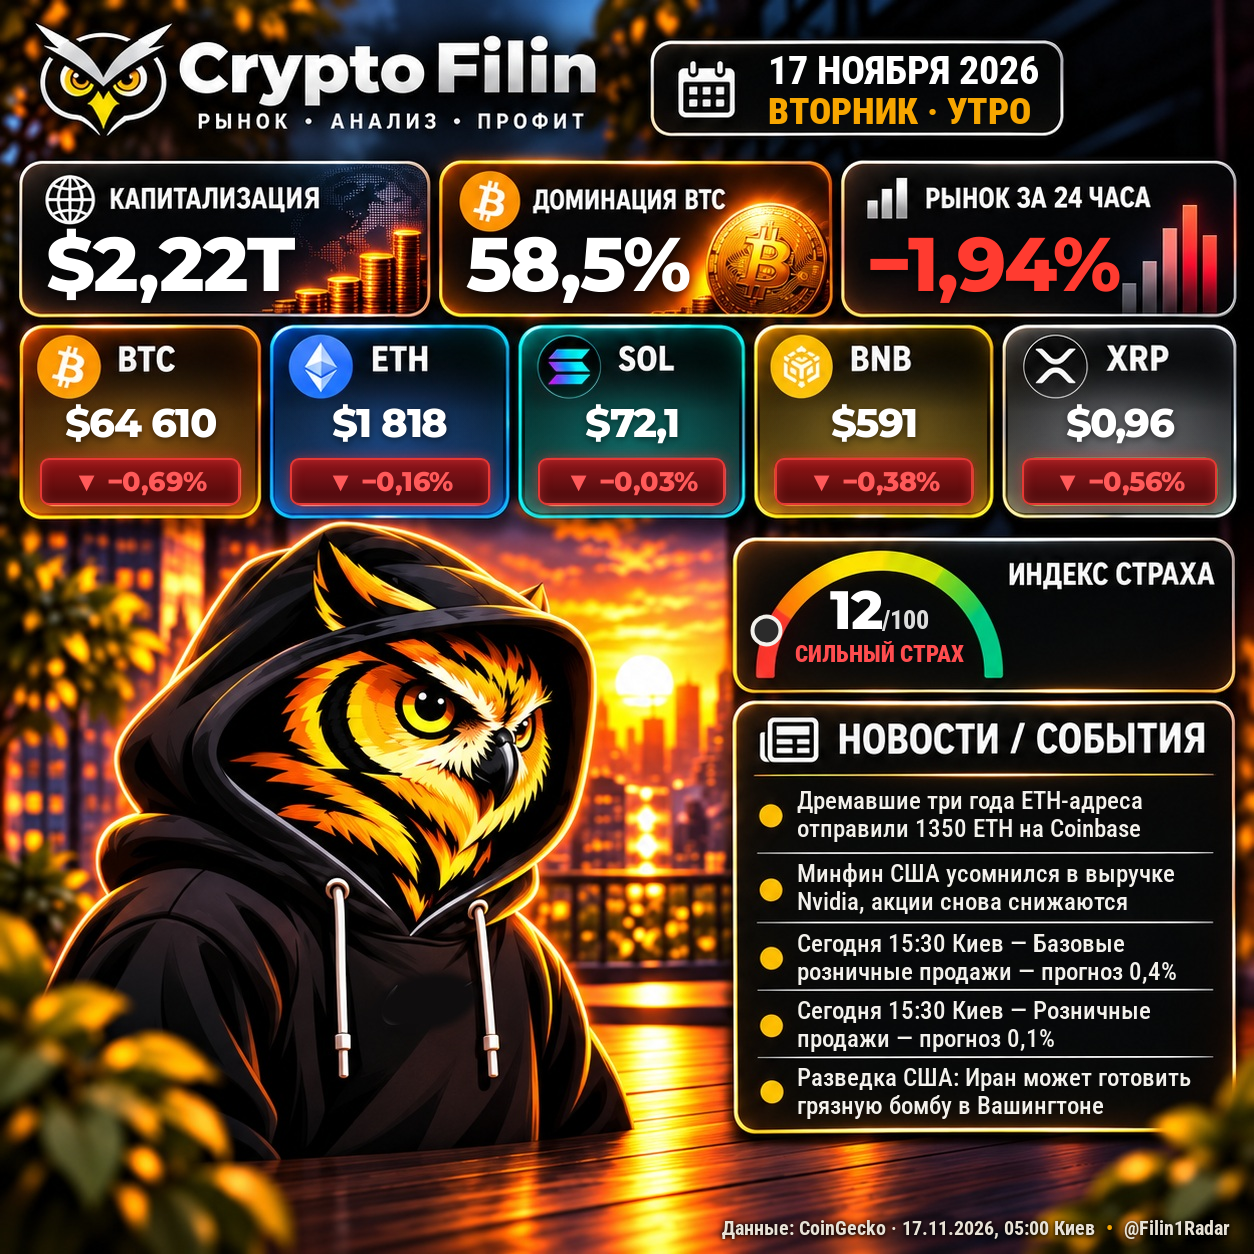 Crypto Filin
РЫНОК • АНАЛИЗ • ПРОФИТ
17 НОЯБРЯ 2026
ВТОРНИК · УТРО
КАПИТАЛИЗАЦИЯ
$2,22T
ДОМИНАЦИЯ BTC
58,5%
РЫНОК ЗА 24 ЧАСА
−1,94%
BTC
$64 610
▼ −0,69%
ETH
$1 818
▼ −0,16%
SOL
$72,1
▼ −0,03%
BNB
$591
▼ −0,38%
XRP
$0,96
▼ −0,56%
ИНДЕКС СТРАХА
12/100
СИЛЬНЫЙ СТРАХ
НОВОСТИ / СОБЫТИЯ
Дремавшие три года ETH-адреса
отправили 1350 ETH на Coinbase
Минфин США усомнился в выручке
Nvidia, акции снова снижаются
Сегодня 15:30 Киев — Базовые
розничные продажи — прогноз 0,4%
Сегодня 15:30 Киев — Розничные
продажи — прогноз 0,1%
Разведка США: Иран может готовить
грязную бомбу в Вашингтоне
Данные: CoinGecko · 17.11.2026, 05:00 Киев • @Filin1Radar